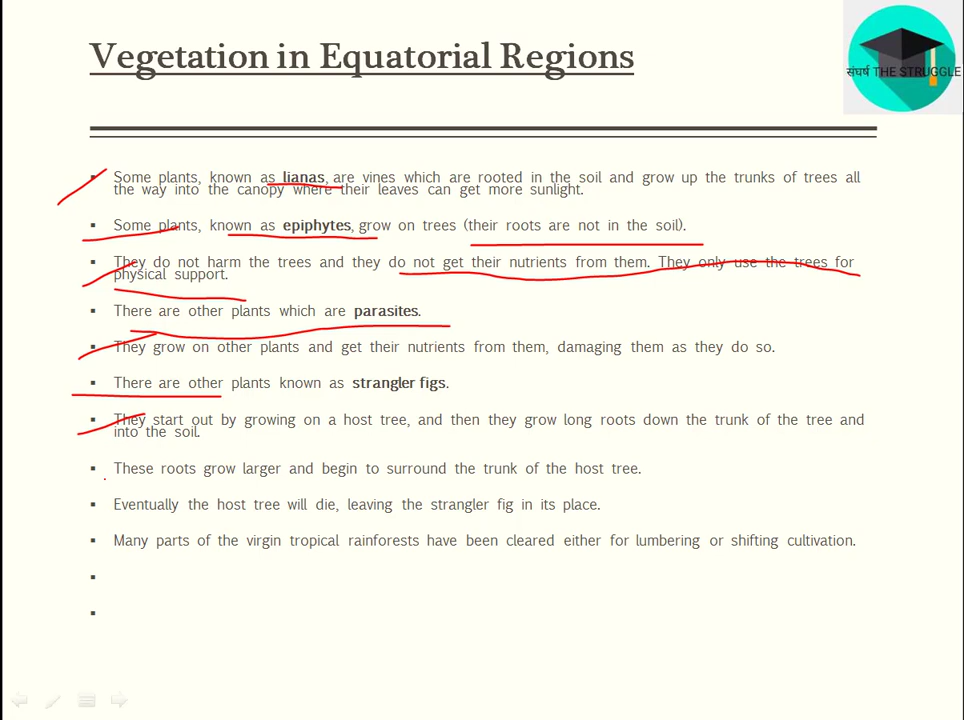 Vegetation in Equatorial Regions
संघर्ष THE STRUGGLE
▪ Some plants, known as lianas, are vines which are rooted in the soil and grow up the trunks of trees all
the way into the canopy where their leaves can get more sunlight.
▪ Some plants, known as epiphytes, grow on trees (their roots are not in the soil).
▪ They do not harm the trees and they do not get their nutrients from them. They only use the trees for
physical support.
▪ There are other plants which are parasites.
▪ They grow on other plants and get their nutrients from them, damaging them as they do so.
▪ There are other plants known as strangler figs.
▪ They start out by growing on a host tree, and then they grow long roots down the trunk of the tree and
into the soil.
▪ These roots grow larger and begin to surround the trunk of the host tree.
▪ Eventually the host tree will die, leaving the strangler fig in its place.
▪ Many parts of the virgin tropical rainforests have been cleared either for lumbering or shifting cultivation.